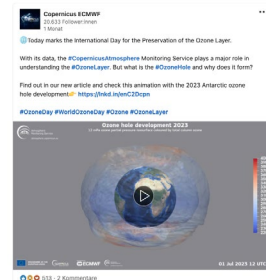 Copernicus ECMWF
20.633 Follower:innen
1 Monat
Today marks the International Day for the Preservation of the Ozone Layer.
With its data, the #CopernicusAtmosphere Monitoring Service plays a major role in
understanding the #OzoneLayer. But what is the #OzoneHole and why does it form?
Find out in our new article and check this animation with the 2023 Antarctic ozone
hole development👉 https://lnkd.in/enC2Dcpn
#OzoneDay #WorldOzoneDay #Ozone #OzoneLayer
Ozone hole development 2023
ECMWF
01 Jul 2023 12 UTC
513 · 2 Kommentare